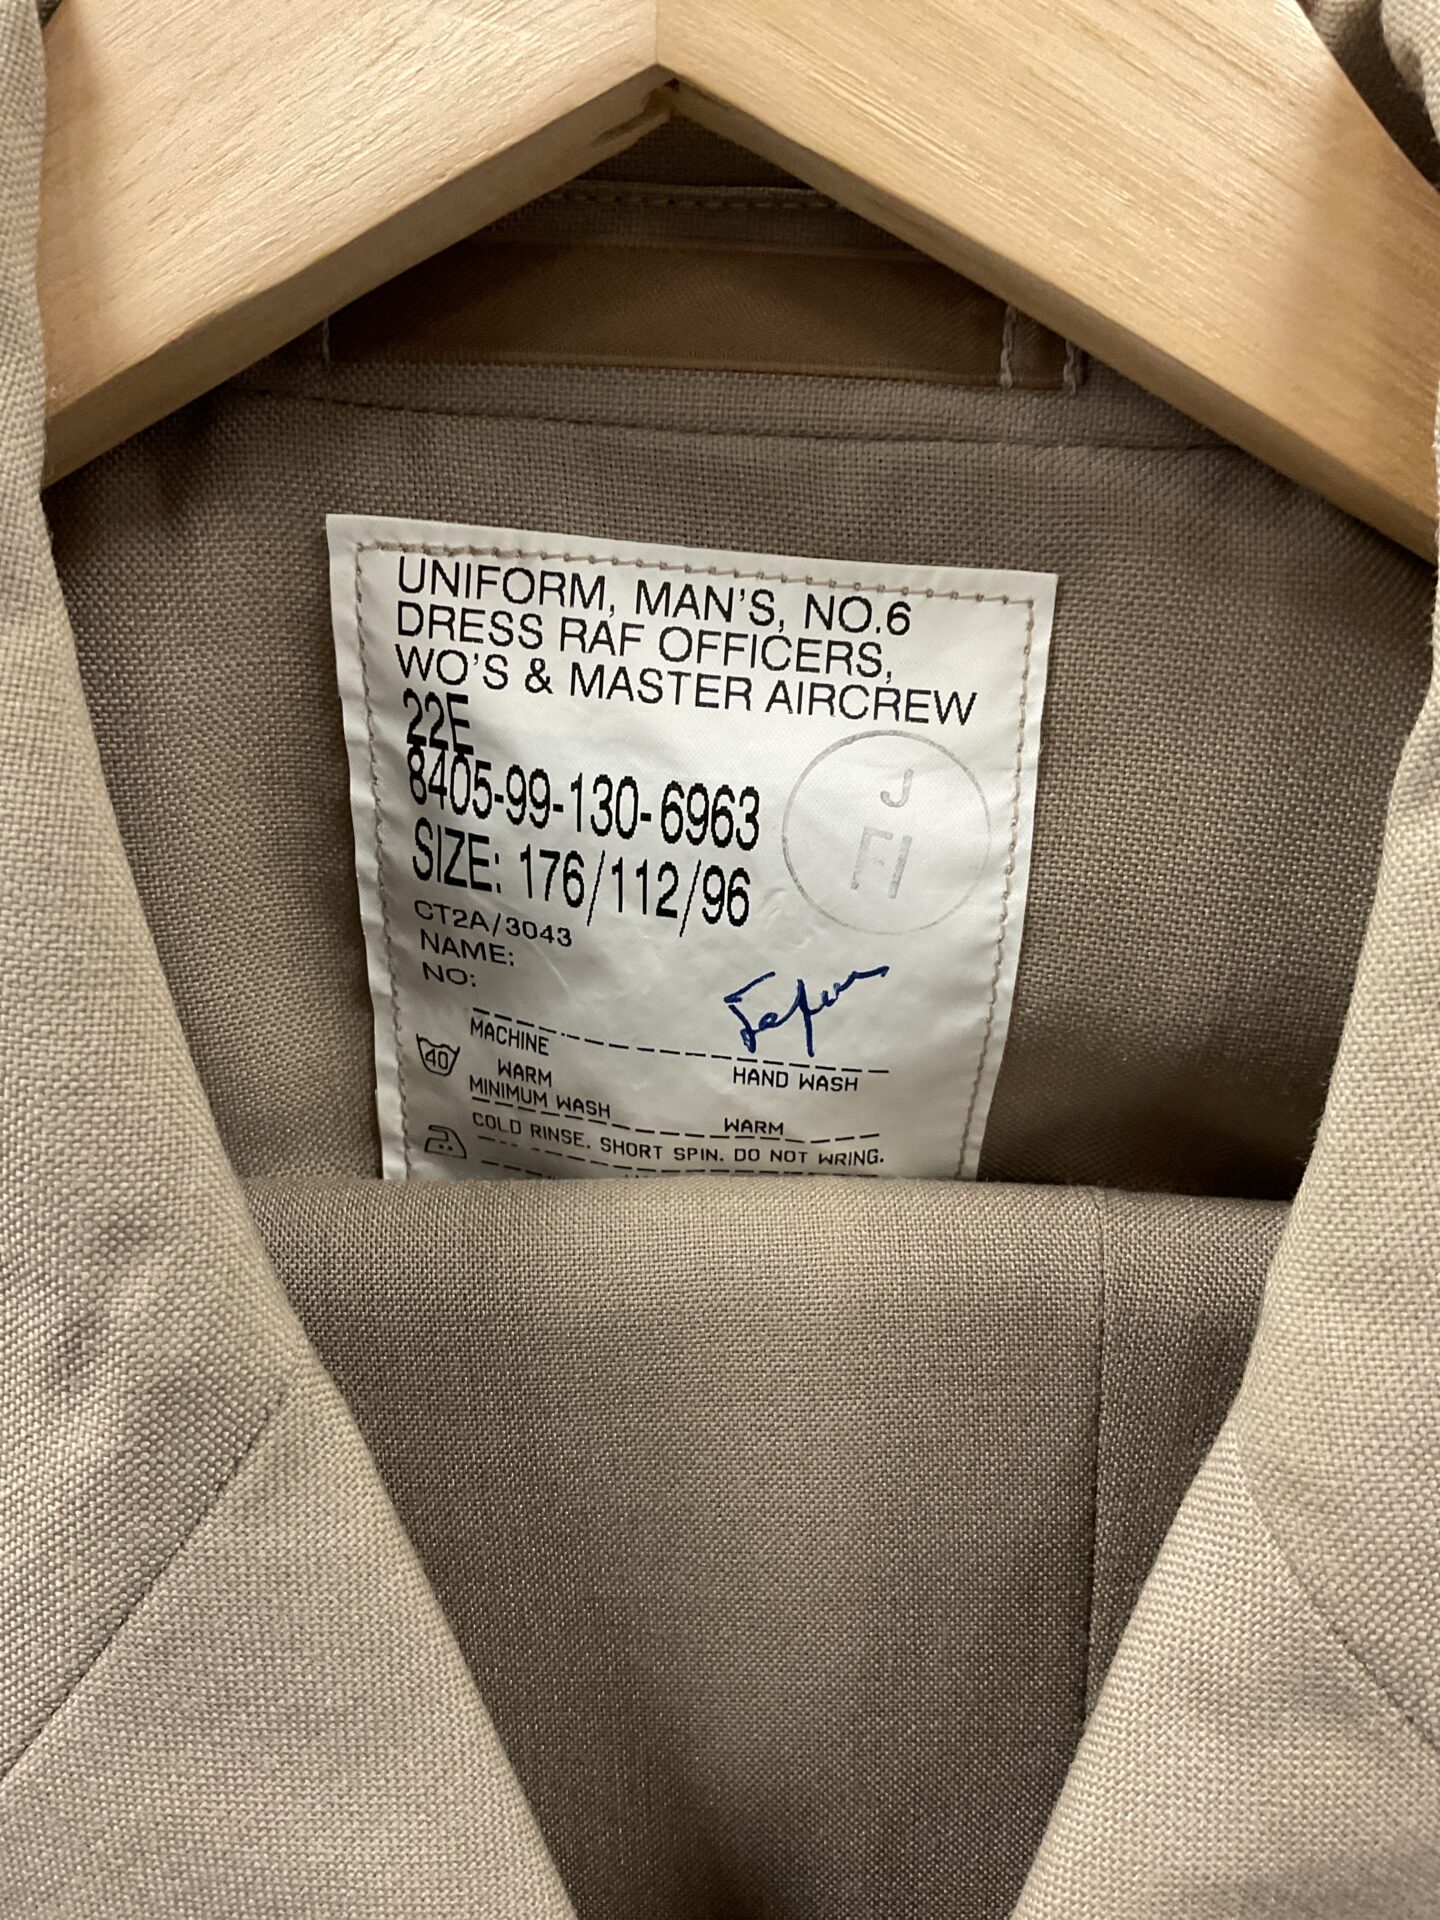 UNIFORM, MAN'S, NO.6
DRESS RAF OFFICERS,
WO'S & MASTER AIRCREW
22E
8405-99-130-6963
SIZE: 176/112/96
J
FI
CT2A/3043
NAME:
NO:
40
MACHINE
HAND WASH
WARM
MINIMUM WASH
WARM
COLD RINSE. SHORT SPIN. DO NOT WRING.